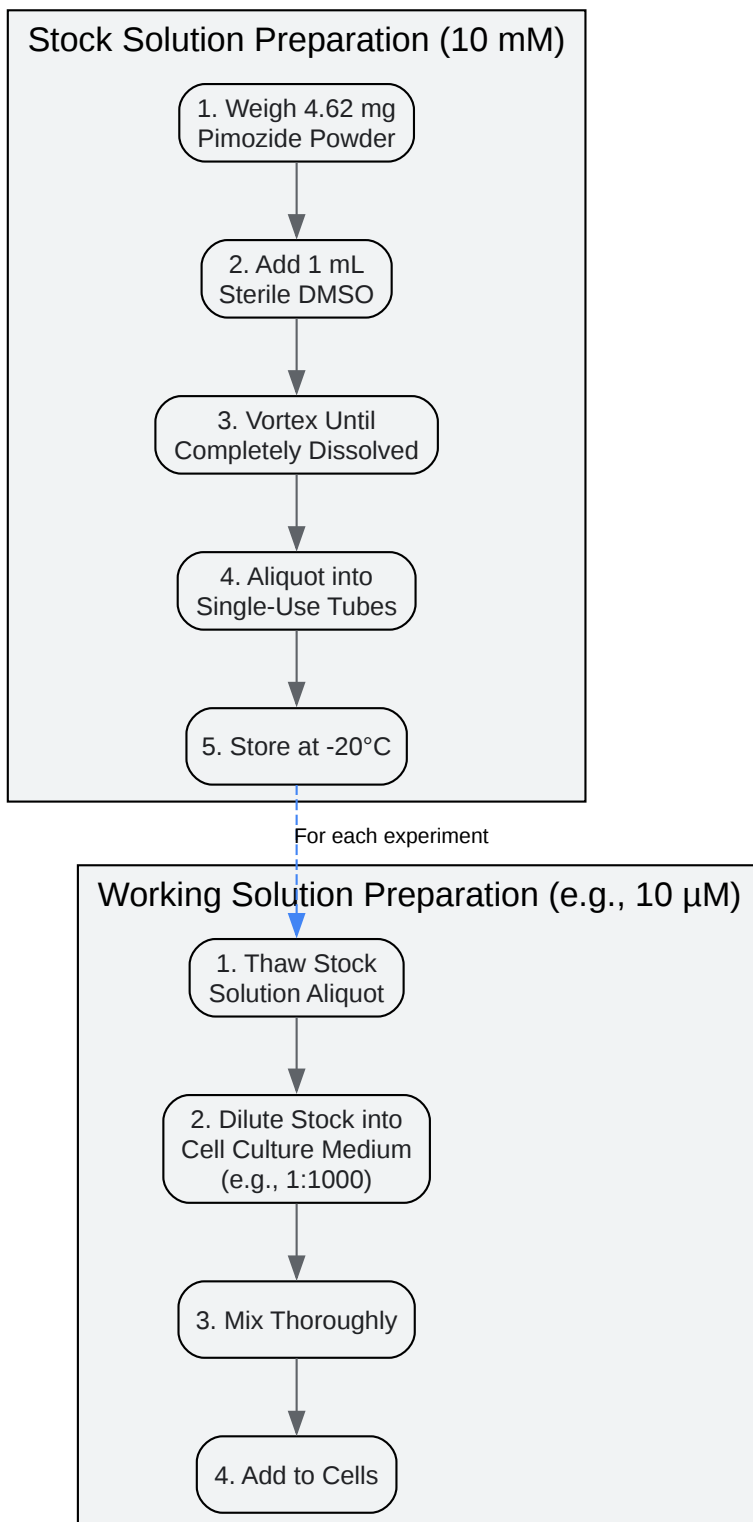 Stock Solution Preparation (10 mM)
1. Weigh 4.62 mg
Pimozide Powder
2. Add 1 mL
Sterile DMSO
3. Vortex Until
Completely Dissolved
4. Aliquot into
Single-Use Tubes
5. Store at -20°C
For each experiment
Working Solution Preparation (e.g., 10 µM)
1. Thaw Stock
Solution Aliquot
2. Dilute Stock into
Cell Culture Medium
(e.g., 1:1000)
3. Mix Thoroughly
4. Add to Cells